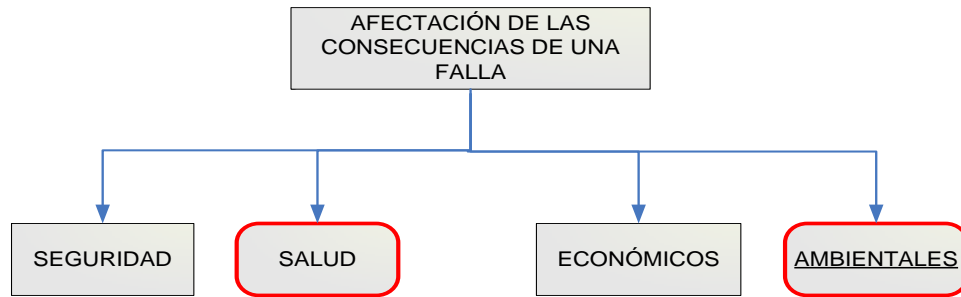 AFECTACIÓN DE LAS
CONSECUENCIAS DE UNA
FALLA
SEGURIDAD
SALUD
ECONÓMICOS
AMBIENTALES